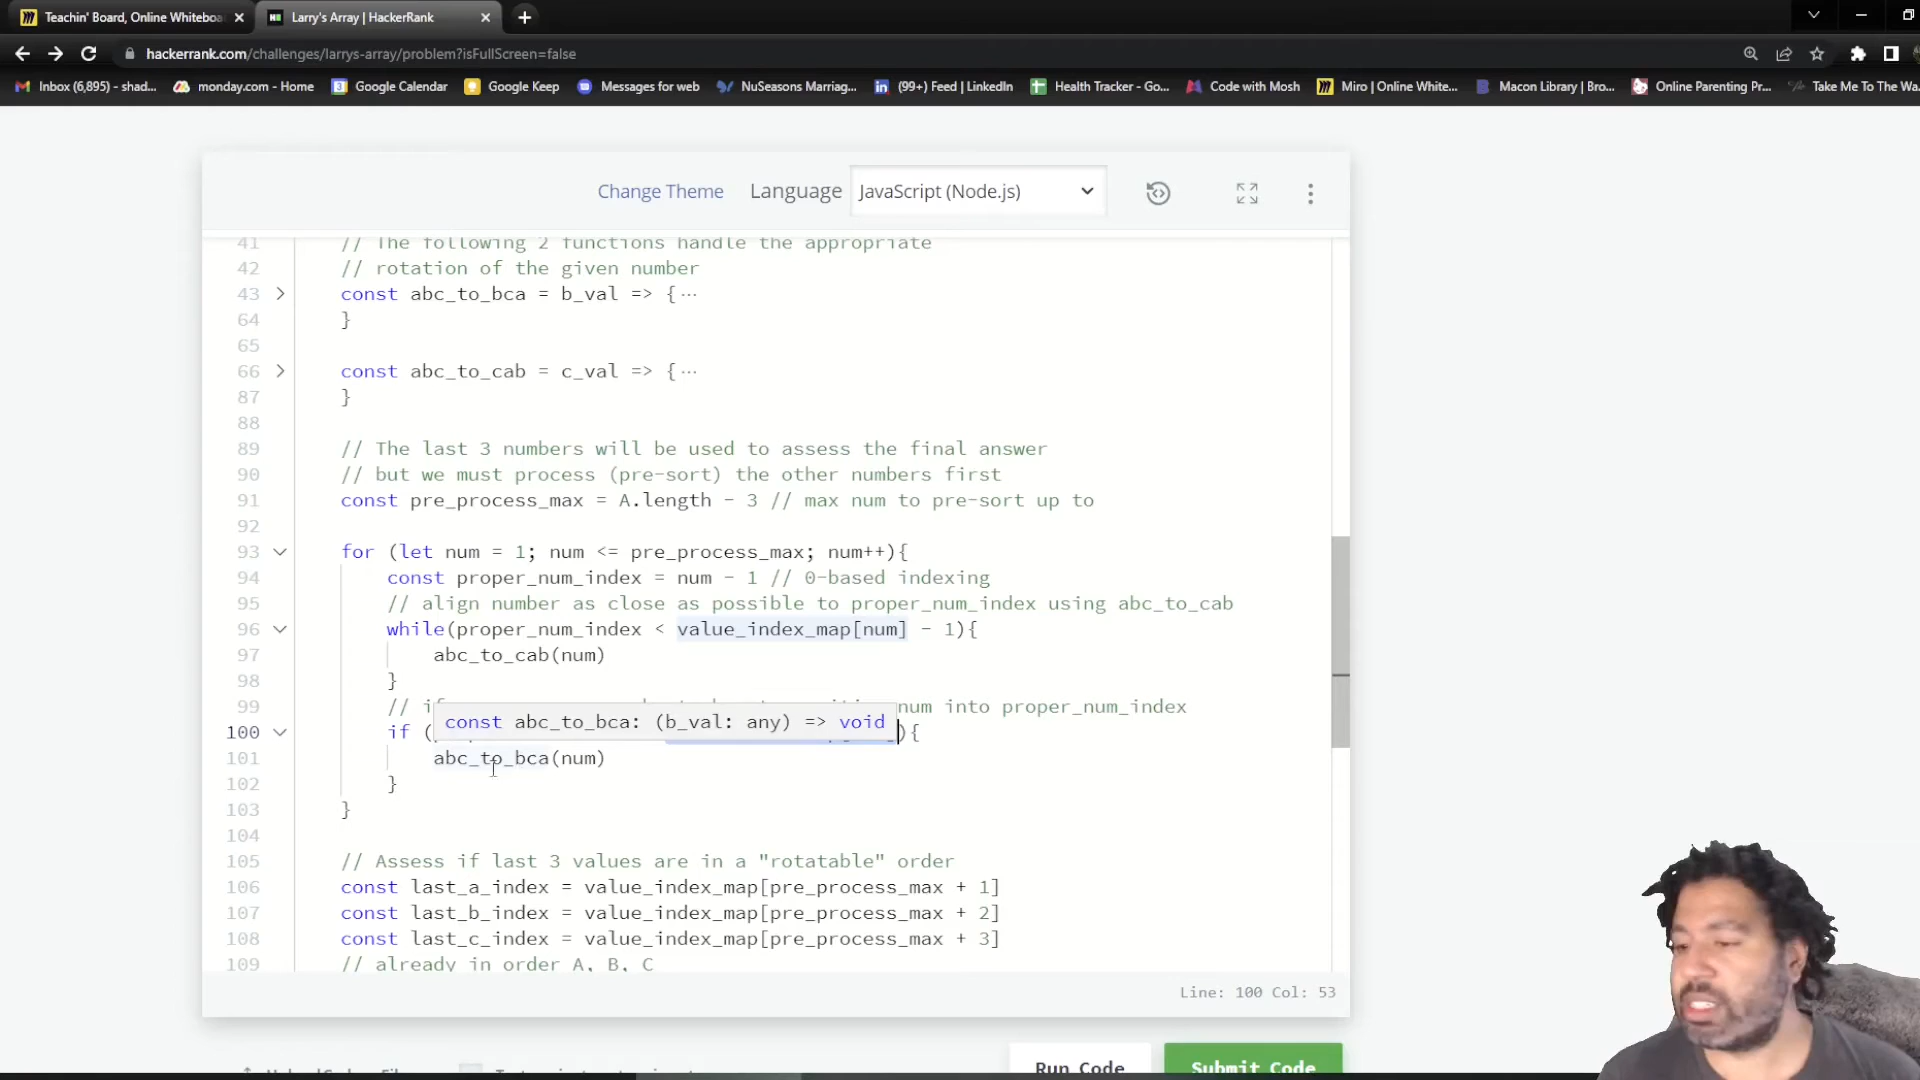 Teachin' Board, Online Whiteboa
Larry's Array | HackerRank
hackerrank.com/challenges/larrys-array/problem?isFullScreen=false
Inbox (6,895) - shad... monday.com - Home Google Calendar Google Keep Messages for web NuSeasons Marriag... (99+) Feed | LinkedIn Health Tracker - Go... Code with Mosh Miro | Online White... Macon Library | Bro... Online Parenting Pr... Take Me To The Wa
Change Theme Language JavaScript (Node.js)
41 // The following 2 functions handle the appropriate
42 // rotation of the given number
43 const abc_to_bca = b_val => {…
64 }
65
66 const abc_to_cab = c_val => {…
87 }
88
89 // The last 3 numbers will be used to assess the final answer
90 // but we must process (pre-sort) the other numbers first
91 const pre_process_max = A.length - 3 // max num to pre-sort up to
92
93 for (let num = 1; num <= pre_process_max; num++){
94 const proper_num_index = num - 1 // 0-based indexing
95 // align number as close as possible to proper_num_index using abc_to_cab
96 while(proper_num_index < value_index_map[num] - 1){
97 abc_to_cab(num)
98 }
99 // num into proper_num_index
const abc_to_bca: (b_val: any) => void
100 if ( ){
101 abc_to_bca(num)
102 }
103 }
104
105 // Assess if last 3 values are in a "rotatable" order
106 const last_a_index = value_index_map[pre_process_max + 1]
107 const last_b_index = value_index_map[pre_process_max + 2]
108 const last_c_index = value_index_map[pre_process_max + 3]
109 // already in order A, B, C
Line: 100 Col: 53
Run Code Submit Code